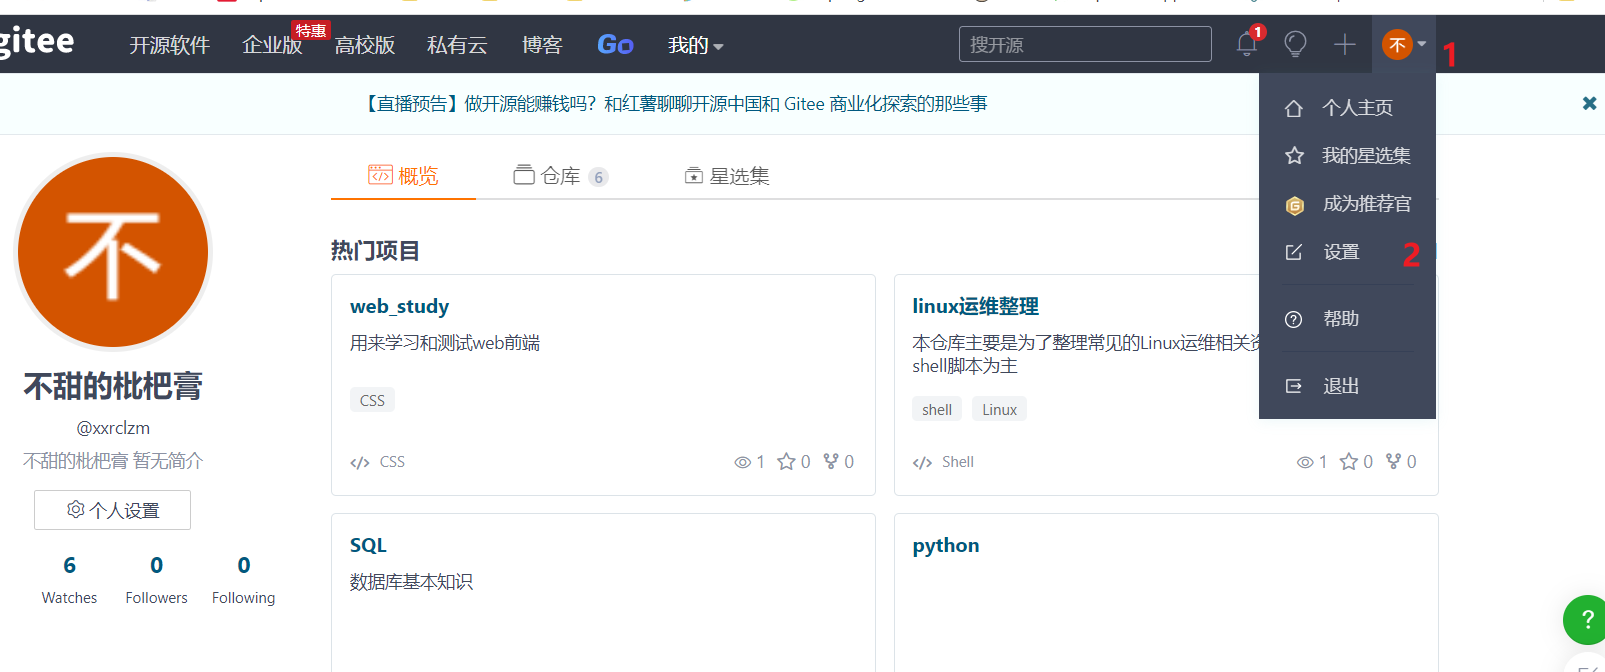 gitee 开源软件 企业版 特惠 高校版 私有云 博客 Go 我的 搜开源 1 不 1
【直播预告】做开源能赚钱吗？和红薯聊聊开源中国和 Gitee 商业化探索的那些事
个人主页
我的星选集
成为推荐官
设置 2
帮助
退出
不
不甜的枇杷膏
@xxrclzm
不甜的枇杷膏 暂无简介
个人设置
6 0 0
Watches Followers Following
概览 仓库 6 星选集
热门项目
web_study
用来学习和测试web前端
CSS
CSS 1 0 0
linux运维整理
本仓库主要是为了整理常见的Linux运维相关资
shell脚本为主
shell Linux
Shell 1 0 0
SQL
数据库基本知识
python
?